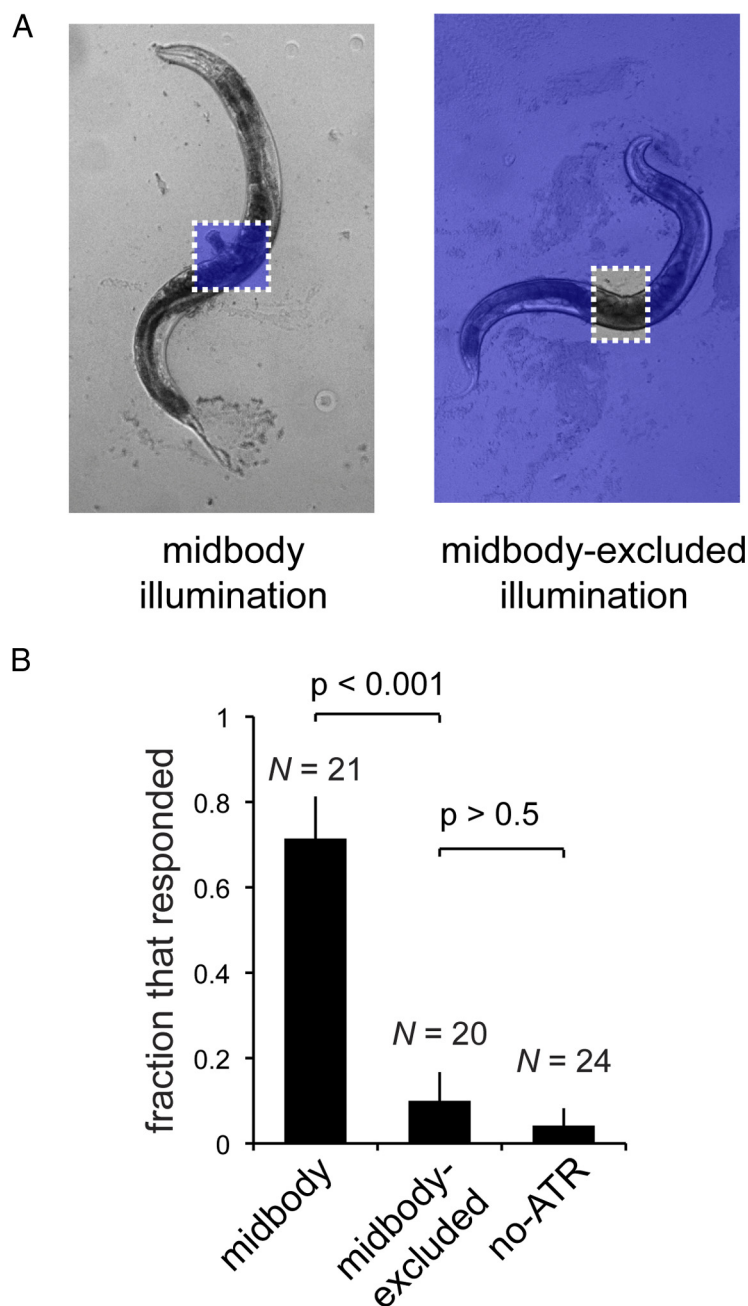 A
midbody
illumination
midbody-excluded
illumination
B
p < 0.001
1
N = 21
0.8
p > 0.5
0.6
0.4
N = 20
N = 24
0.2
0
fraction that responded
midbody
midbody-
excluded
no-ATR